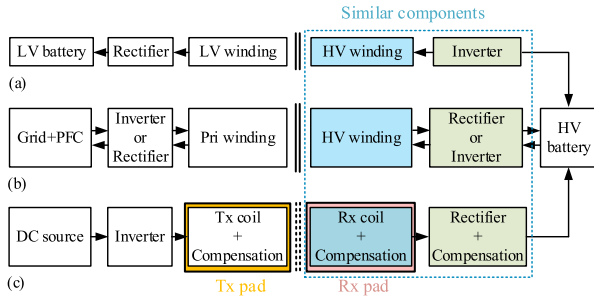 Similar components
LV battery
Rectifier
LV winding
HV winding
Inverter
(a)
Grid+PFC
Inverter
or
Rectifier
Pri winding
HV winding
Rectifier
or
Inverter
HV
battery
(b)
DC source
Inverter
Tx coil
+
Compensation
Rx coil
+
Compensation
Rectifier
+
Compensation
(c)
Tx pad
Rx pad